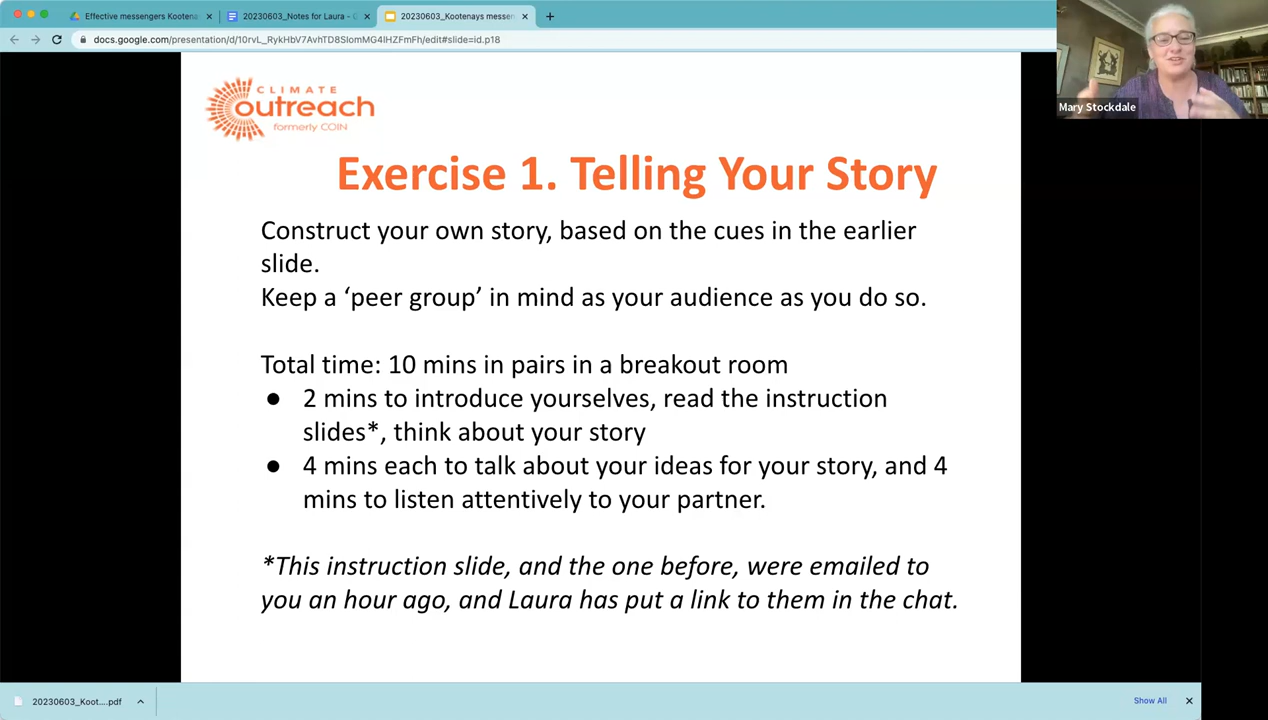 Effective messengers Kootena
20230603_Notes for Laura - G
20230603_Kootenays messen
docs.google.com/presentation/d/10rvL_RykHbV7AvhTD8SIomMG4lHZFmFh/edit#slide=id.p18
Mary Stockdale
CLIMATE
outreach
formerly COIN
Exercise 1. Telling Your Story
Construct your own story, based on the cues in the earlier
slide.
Keep a ‘peer group’ in mind as your audience as you do so.
Total time: 10 mins in pairs in a breakout room
● 2 mins to introduce yourselves, read the instruction
slides*, think about your story
● 4 mins each to talk about your ideas for your story, and 4
mins to listen attentively to your partner.
*This instruction slide, and the one before, were emailed to
you an hour ago, and Laura has put a link to them in the chat.
20230603_Koot....pdf
Show All